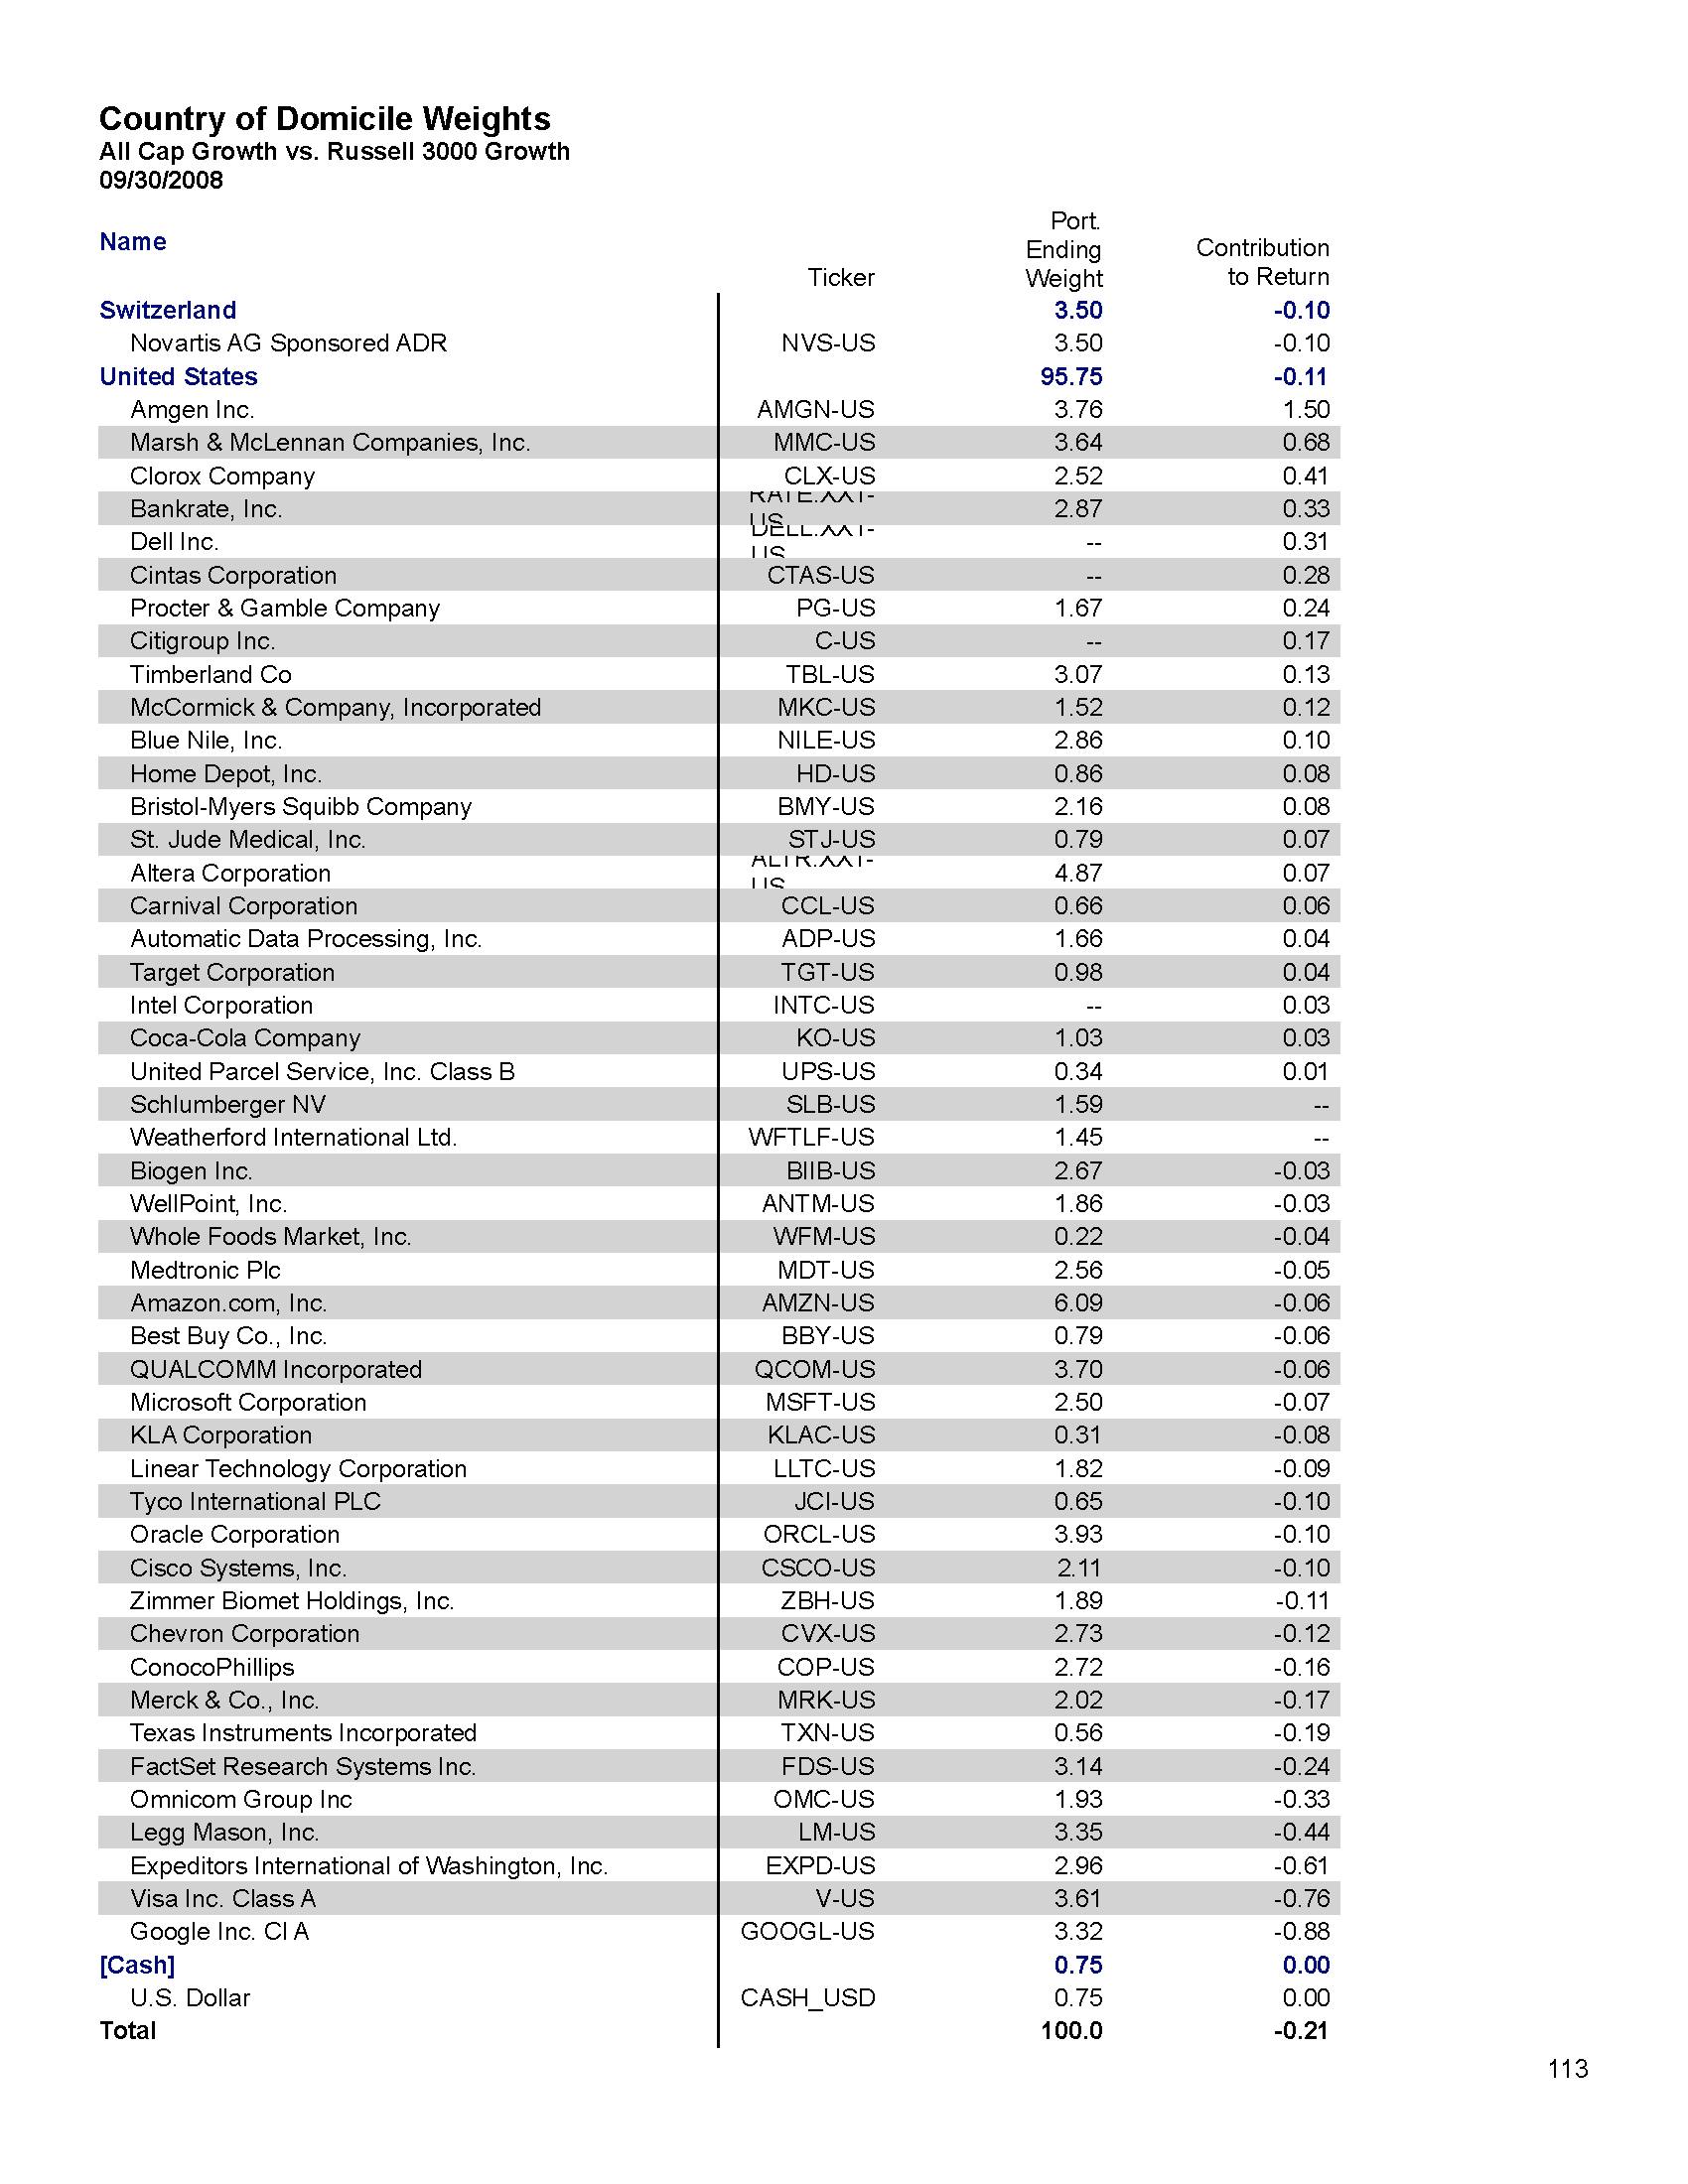 Country of Domicile Weights
All Cap Growth vs. Russell 3000 Growth
09/30/2008
Name Ticker Port. Ending Weight Contribution to Return
Switzerland 3.50 -0.10
Novartis AG Sponsored ADR NVS-US 3.50 -0.10
United States 95.75 -0.11
Amgen Inc. AMGN-US 3.76 1.50
Marsh & McLennan Companies, Inc. MMC-US 3.64 0.68
Clorox Company CLX-US 2.52 0.41
Bankrate, Inc. 2.87 0.33
Dell Inc. -- 0.31
Cintas Corporation CTAS-US -- 0.28
Procter & Gamble Company PG-US 1.67 0.24
Citigroup Inc. C-US -- 0.17
Timberland Co TBL-US 3.07 0.13
McCormick & Company, Incorporated MKC-US 1.52 0.12
Blue Nile, Inc. NILE-US 2.86 0.10
Home Depot, Inc. HD-US 0.86 0.08
Bristol-Myers Squibb Company BMY-US 2.16 0.08
St. Jude Medical, Inc. STJ-US 0.79 0.07
Altera Corporation 4.87 0.07
Carnival Corporation CCL-US 0.66 0.06
Automatic Data Processing, Inc. ADP-US 1.66 0.04
Target Corporation TGT-US 0.98 0.04
Intel Corporation INTC-US -- 0.03
Coca-Cola Company KO-US 1.03 0.03
United Parcel Service, Inc. Class B UPS-US 0.34 0.01
Schlumberger NV SLB-US 1.59 --
Weatherford International Ltd. WFTLF-US 1.45 --
Biogen Inc. BIIB-US 2.67 -0.03
WellPoint, Inc. ANTM-US 1.86 -0.03
Whole Foods Market, Inc. WFM-US 0.22 -0.04
Medtronic Plc MDT-US 2.56 -0.05
Amazon.com, Inc. AMZN-US 6.09 -0.06
Best Buy Co., Inc. BBY-US 0.79 -0.06
QUALCOMM Incorporated QCOM-US 3.70 -0.06
Microsoft Corporation MSFT-US 2.50 -0.07
KLA Corporation KLAC-US 0.31 -0.08
Linear Technology Corporation LLTC-US 1.82 -0.09
Tyco International PLC JCI-US 0.65 -0.10
Oracle Corporation ORCL-US 3.93 -0.10
Cisco Systems, Inc. CSCO-US 2.11 -0.10
Zimmer Biomet Holdings, Inc. ZBH-US 1.89 -0.11
Chevron Corporation CVX-US 2.73 -0.12
ConocoPhillips COP-US 2.72 -0.16
Merck & Co., Inc. MRK-US 2.02 -0.17
Texas Instruments Incorporated TXN-US 0.56 -0.19
FactSet Research Systems Inc. FDS-US 3.14 -0.24
Omnicom Group Inc OMC-US 1.93 -0.33
Legg Mason, Inc. LM-US 3.35 -0.44
Expeditors International of Washington, Inc. EXPD-US 2.96 -0.61
Visa Inc. Class A V-US 3.61 -0.76
Google Inc. Cl A GOOGL-US 3.32 -0.88
[Cash] 0.75 0.00
U.S. Dollar CASH_USD 0.75 0.00
Total 100.0 -0.21
113